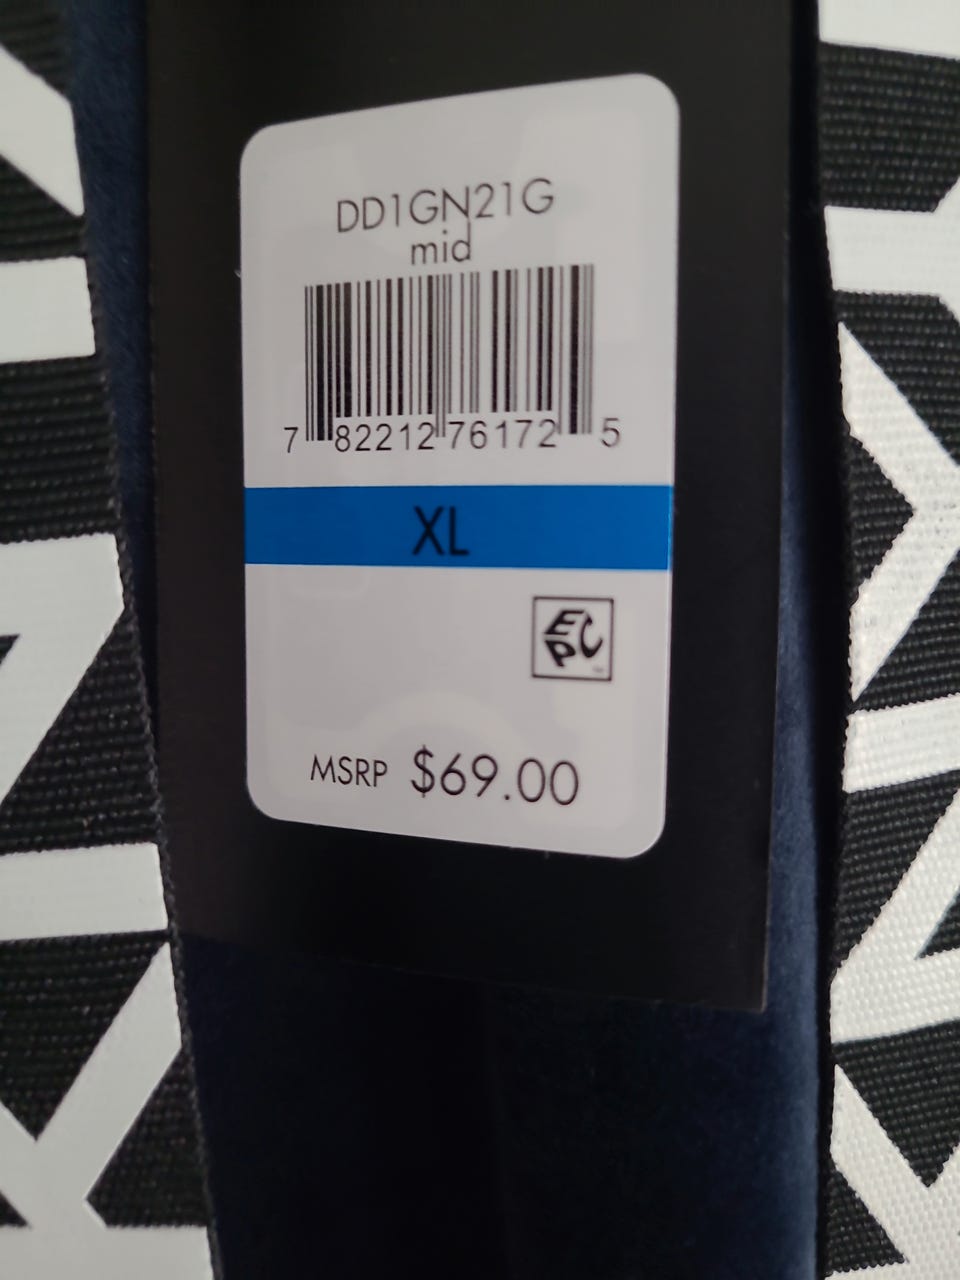 DD1GN21G
mid
7 82212 76172 5
XL
EPC
MSRP $69.00